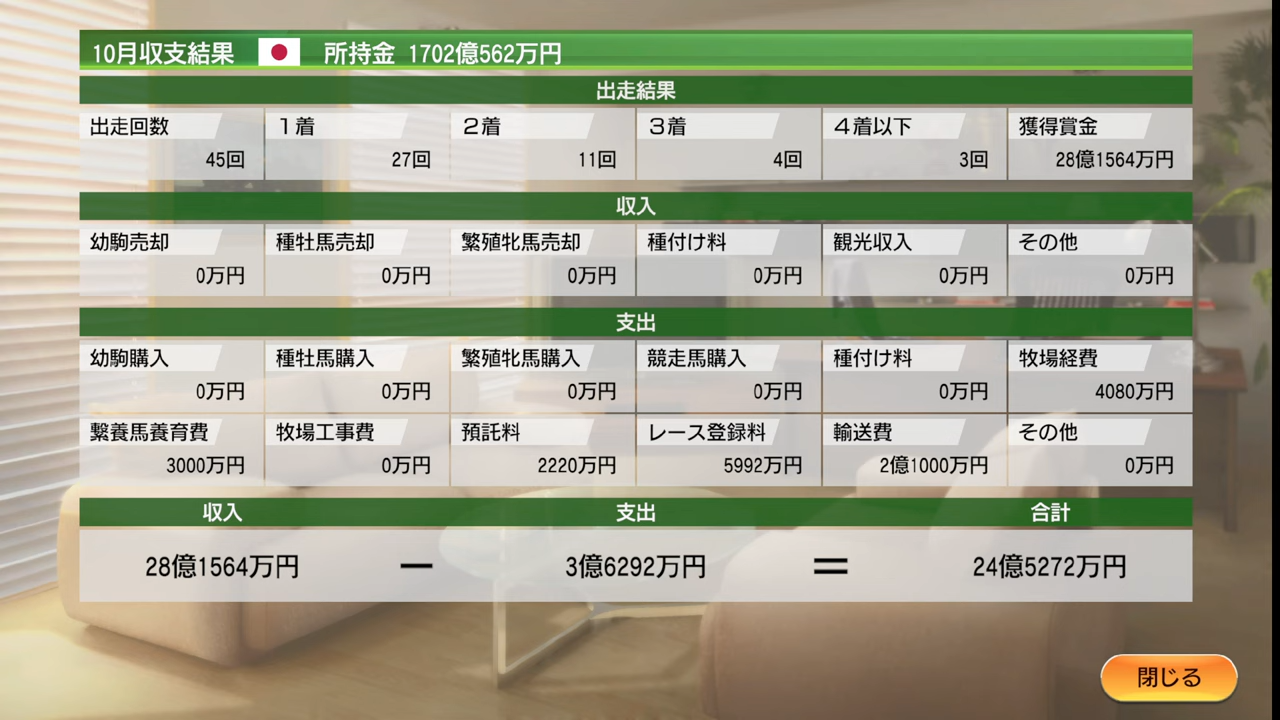 10月収支結果 所持金 1702億562万円
出走結果
出走回数 1着 2着 3着 4着以下 獲得賞金
45回 27回 11回 4回 3回 28億1564万円
収入
幼駒売却 種牡馬売却 繁殖牝馬売却 種付け料 観光収入 その他
0万円 0万円 0万円 0万円 0万円 0万円
支出
幼駒購入 種牡馬購入 繁殖牝馬購入 競走馬購入 種付け料 牧場経費
0万円 0万円 0万円 0万円 0万円 4080万円
繋養馬養育費 牧場工事費 預託料 レース登録料 輸送費 その他
3000万円 0万円 2220万円 5992万円 2億1000万円 0万円
収入 支出 合計
28億1564万円 － 3億6292万円 ＝ 24億5272万円
閉じる